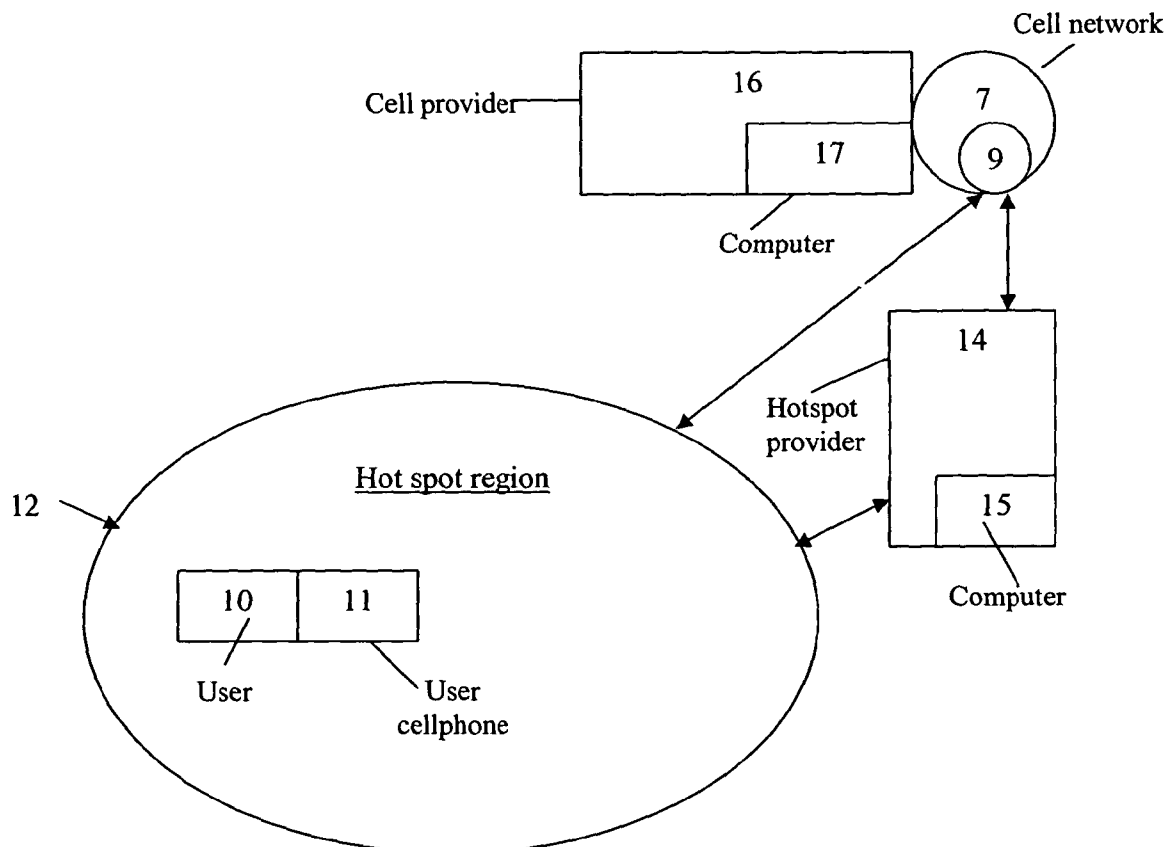 Cell network
16
7
Cell provider
17
9
Computer
14
Hotspot
provider
Hot spot region
12
15
10
11
Computer
User
User
cellphone